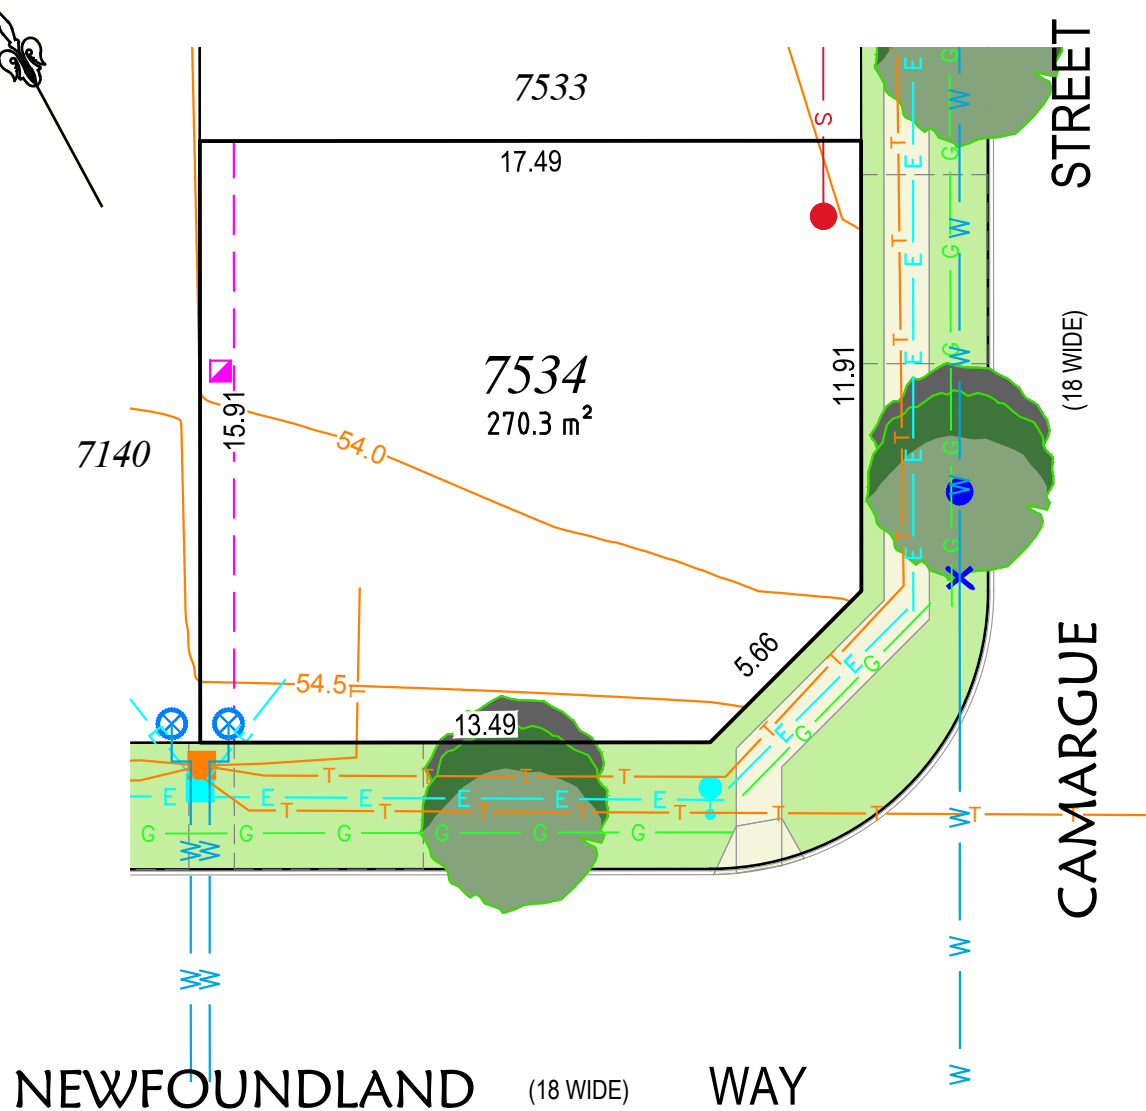 7533
S
17.49
STREET
(18 WIDE)
7534
270.3 m²
11.91
15.91
7140
54.0
5.66
54.5
13.49
CAMARGUE
E E E E E E
T T T T T
G G G G G
W W W W
T E G
T E G
T T T T
E E E E E E
T T T T T T T
G G G G G G
W W
W W
W
W
W
NEWFOUNDLAND (18 WIDE) WAY